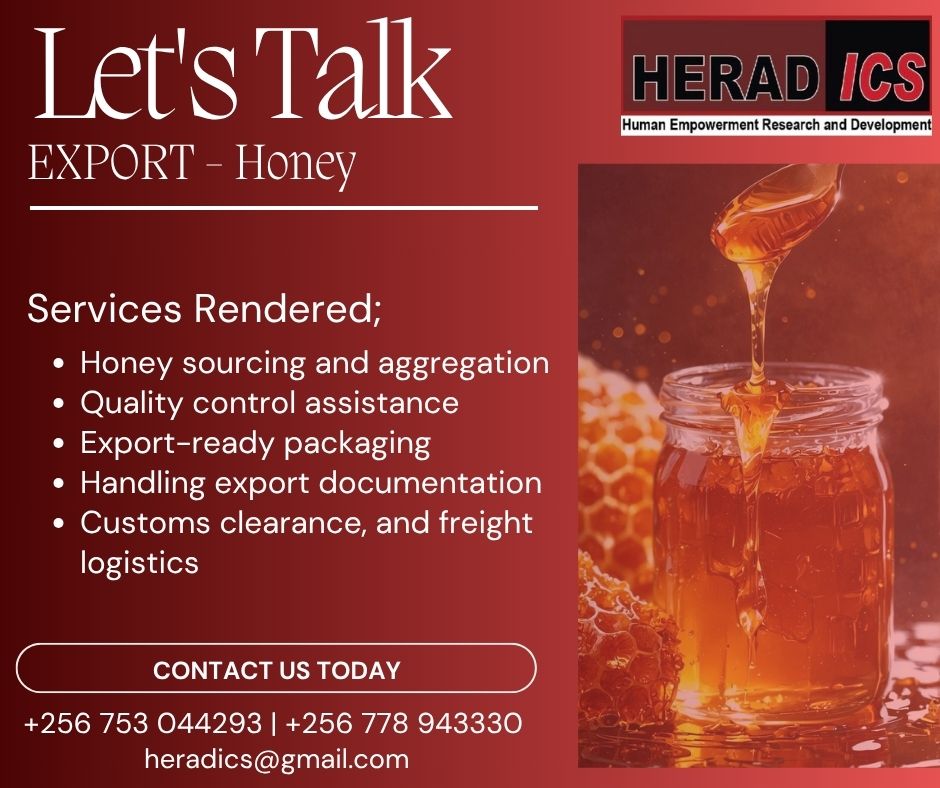 Let's Talk
EXPORT - Honey
HERAD ICS
Human Empowerment Research and Development
Services Rendered;
• Honey sourcing and aggregation
• Quality control assistance
• Export-ready packaging
• Handling export documentation
• Customs clearance, and freight
logistics
CONTACT US TODAY
+256 753 044293 | +256 778 943330
heradics@gmail.com